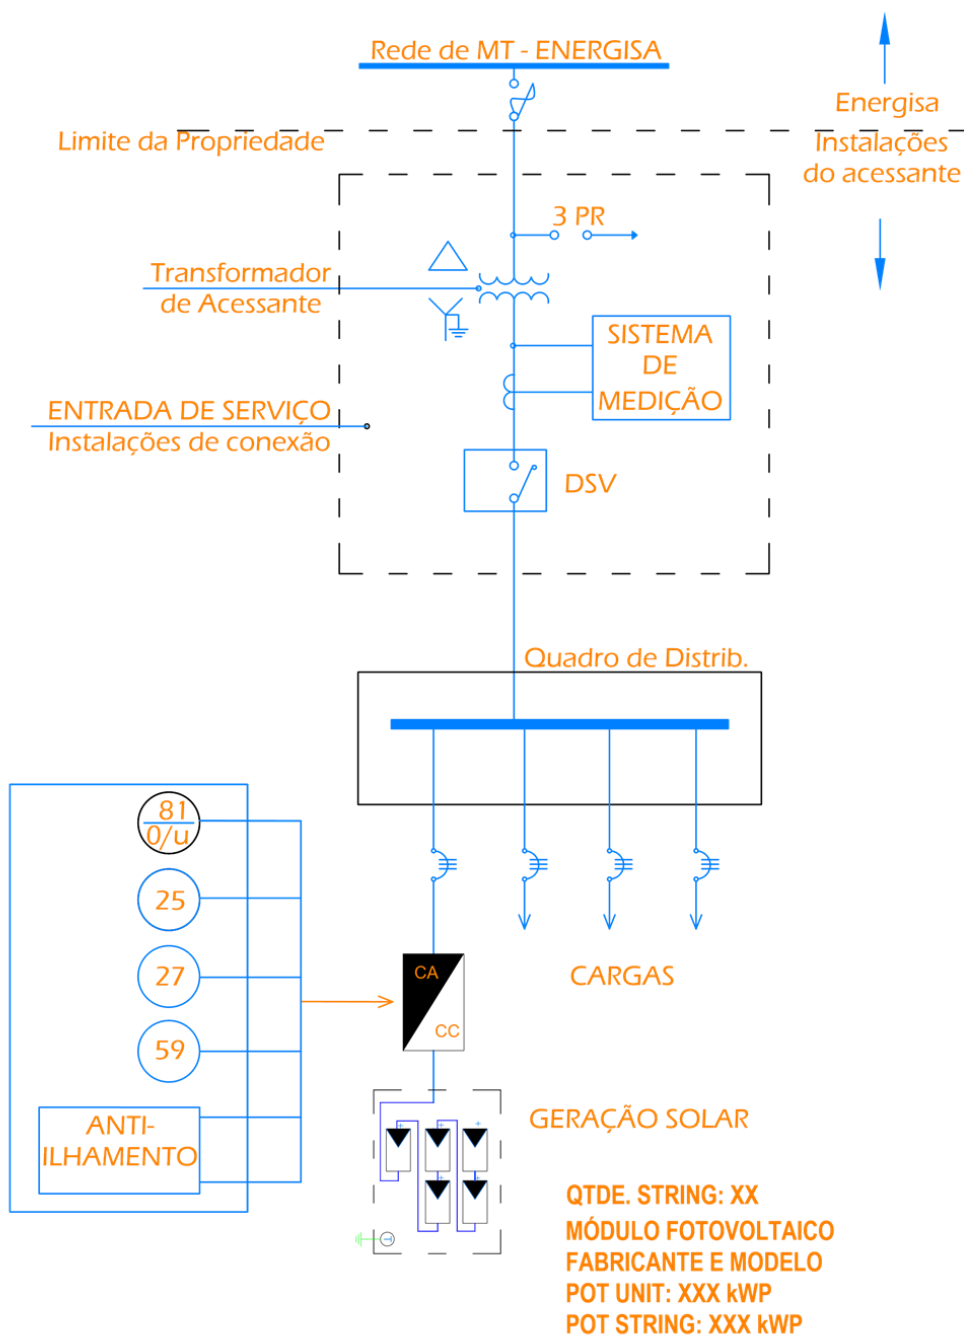 Rede de MT - ENERGISA
Energisa
Limite da Propriedade
Instalações
do acessante
3 PR
Transformador
de Acessante
SISTEMA
DE
MEDIÇÃO
ENTRADA DE SERVIÇO
Instalações de conexão
DSV
Quadro de Distrib.
81
0/u
25
27
59
ANTI-
ILHAMENTO
CA
CC
CARGAS
GERAÇÃO SOLAR
QTDE. STRING: XX
MÓDULO FOTOVOLTAICO
FABRICANTE E MODELO
POT UNIT: XXX kWP
POT STRING: XXX kWP